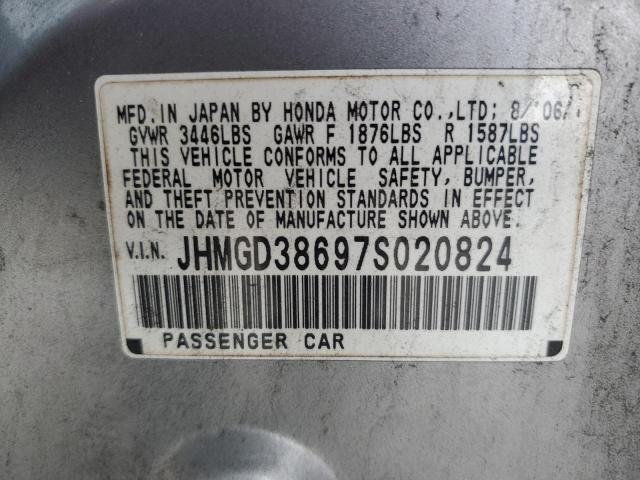 MFD. IN JAPAN BY HONDA MOTOR CO.,LTD; 8/'06/
GVWR 3446LBS GAWR F 1876LBS R 1587LBS
THIS VEHICLE CONFORMS TO ALL APPLICABLE
FEDERAL MOTOR VEHICLE SAFETY, BUMPER,
AND THEFT PREVENTION STANDARDS IN EFFECT
ON THE DATE OF MANUFACTURE SHOWN ABOVE.
V.I.N. JHMGD38697S020824
PASSENGER CAR